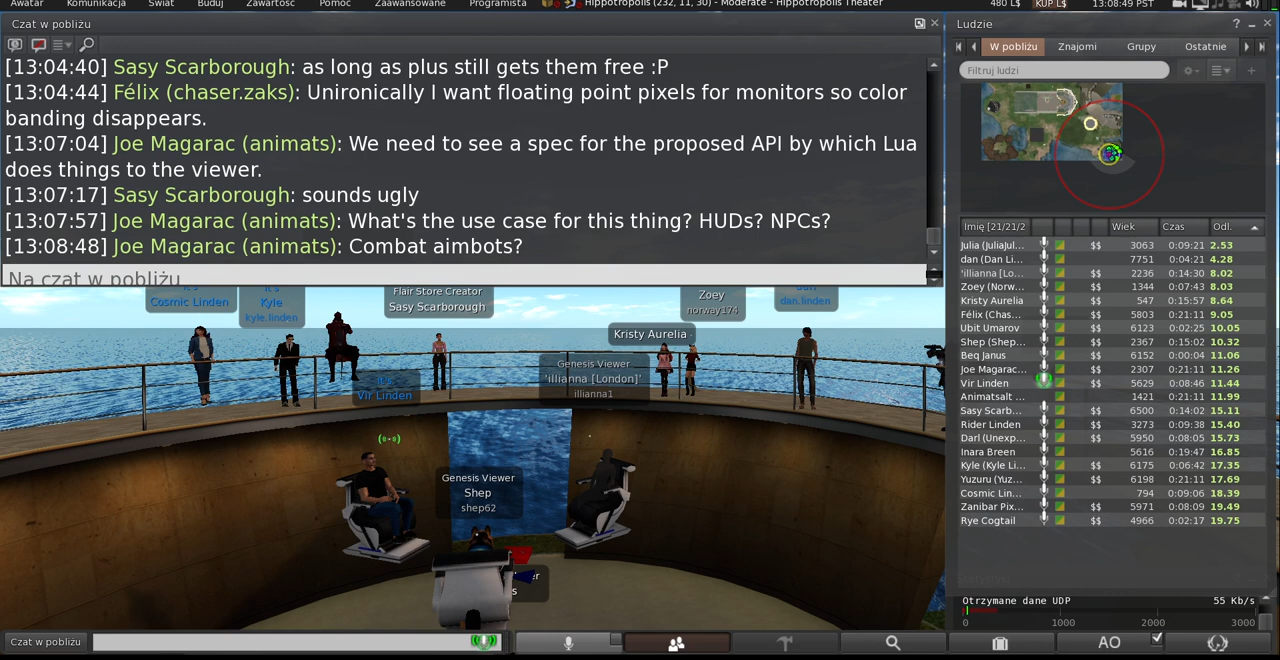 Awatar Komunikacja Świat Buduj Zawartość Pomoc Zaawansowane Programista Hippotropolis (232, 11, 30) - Moderate - Hippotropolis Theater 480 L$ KUP L$ 13:08:49 PST
Czat w pobliżu
[13:04:40] Sasy Scarborough: as long as plus still gets them free :P
[13:04:44] Félix (chaser.zaks): Unironically I want floating point pixels for monitors so color
banding disappears.
[13:07:04] Joe Magarac (animats): We need to see a spec for the proposed API by which Lua
does things to the viewer.
[13:07:17] Sasy Scarborough: sounds ugly
[13:07:57] Joe Magarac (animats): What's the use case for this thing? HUDs? NPCs?
[13:08:48] Joe Magarac (animats): Combat aimbots?
Na czat w pobliżu
Cosmic Linden
Kyle
kyle.linden
Flair Store Creator
Sasy Scarborough
Zoey
norway174
dan.linden
Kristy Aurelia
Vir Linden
Genesis Viewer
'illianna [London]'
illianna1
Genesis Viewer
Shep
shep62
Czat w pobliżu
Ludzie
W pobliżu Znajomi Grupy Ostatnie
Filtruj ludzi
Imię [21/21/2 Wiek Czas Odl.
Julia (JuliaJul... $$ 3063 0:09:21 2.53
dan (Dan Li... 7751 0:04:21 4.28
'illianna [Lo... $$ 2236 0:14:30 8.02
Zoey (Norw... $$ 1344 0:07:43 8.03
Kristy Aurelia 547 0:15:57 8.64
Félix (Chas... $$ 5803 0:21:11 9.05
Ubit Umarov $$ 6123 0:02:25 10.05
Shep (Shep... $$ 2367 0:15:02 10.32
Beq Janus $$ 6152 0:00:04 11.06
Joe Magarac... $$ 2307 0:21:11 11.26
Vir Linden $$ 5629 0:08:46 11.44
Animatsalt ... 1421 0:21:11 11.99
Sasy Scarb... $$ 6500 0:14:02 15.11
Rider Linden $$ 3273 0:09:38 15.40
Darl (Unexp... $$ 5950 0:08:05 15.73
Inara Breen 5616 0:19:47 16.85
Kyle (Kyle Li... $$ 6175 0:06:42 17.35
Yuzuru (Yuz... $$ 6198 0:21:11 17.69
Cosmic Lin... 794 0:09:06 18.39
Zanibar Pix... $$ 5971 0:08:09 19.49
Rye Cogtail $$ 4966 0:02:17 19.75
Otrzymane dane UDP 55 Kb/s
0 1000 2000 3000
AO